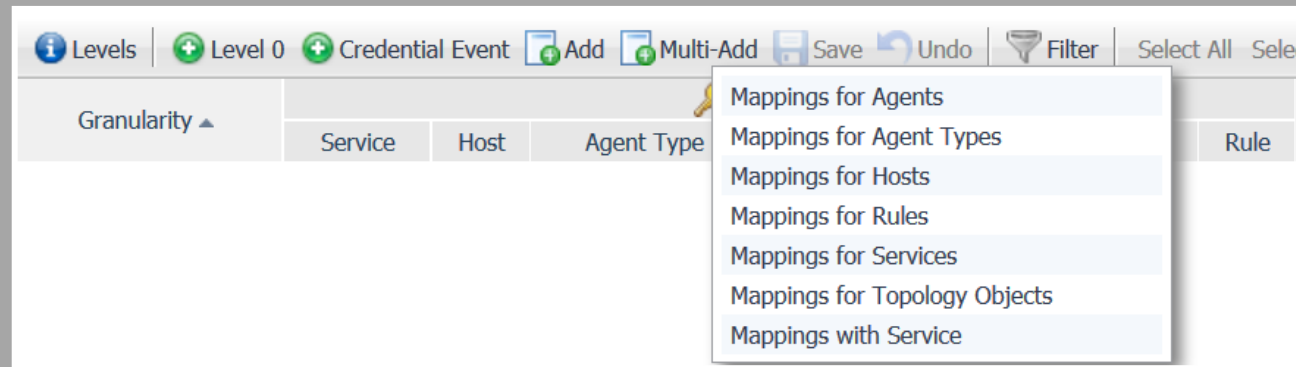 Levels Level 0 Credential Event Add Multi-Add Save Undo Filter Select All Sele
Granularity
Service Host Agent Type Rule
Mappings for Agents
Mappings for Agent Types
Mappings for Hosts
Mappings for Rules
Mappings for Services
Mappings for Topology Objects
Mappings with Service